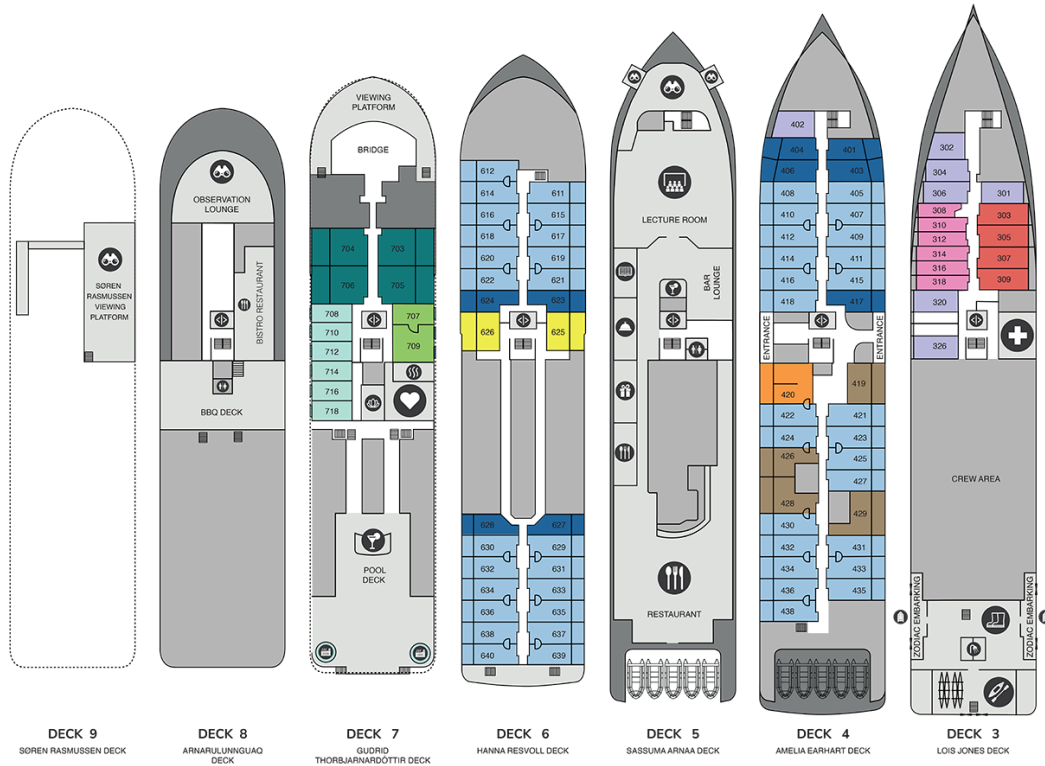 SØREN
RASMUSSEN
VIEWING
PLATFORM
DECK 9
SØREN RASMUSSEN DECK
OBSERVATION
LOUNGE
BISTRO RESTAURANT
BBQ DECK
DECK 8
ARNARULUNNGUAQ
DECK
VIEWING
PLATFORM
BRIDGE
704 703
706 705
708 707
710
712 709
714
716
718
POOL
DECK
DECK 7
GUDRID
THORBJARNARDÓTTIR DECK
612
614 611
616 615
618 617
620 619
622 621
624 623
626 625
628 627
630 629
632 631
634 633
636 635
638 637
640 639
DECK 6
HANNA RESVOLL DECK
LECTURE ROOM
BAR
LOUNGE
RESTAURANT
DECK 5
SASSUMA ARNAA DECK
402
404 401
406 403
408 405
410 407
412 409
414 411
416 415
418 417
ENTRANCE ENTRANCE
420 419
422 421
424 423
426 425
427
428 429
430
432 431
434 433
436 435
438
DECK 4
AMELIA EARHART DECK
302
304
306 301
308 303
310
312 305
314
316 307
318 309
320
326
CREW AREA
ZODIAC EMBARKING ZODIAC EMBARKING
DECK 3
LOIS JONES DECK